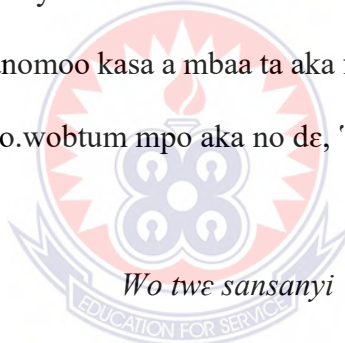 nomoo kasa a mbaa ta aka
o.wobtum mpo aka no dɛ,
Wo twɛ sansanyi
EDUCATION FOR SERVICE